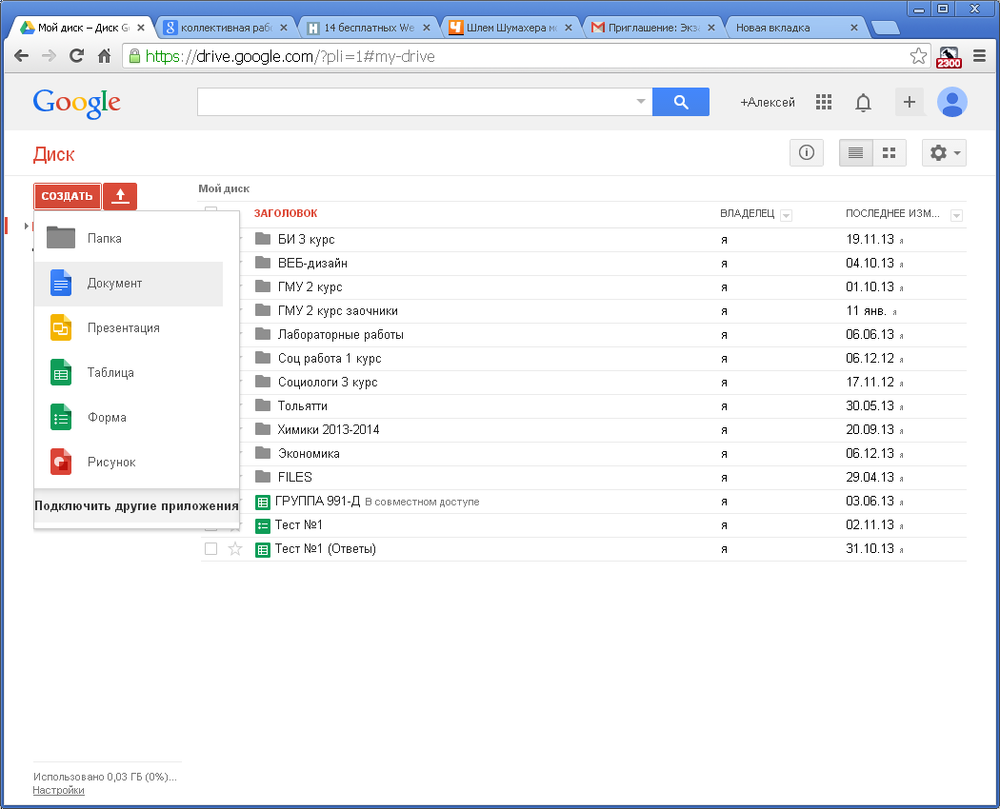 Мой диск – Диск G
коллективная раб
14 бесплатных We
Шлем Шумахера м
Приглашение: Экз
Новая вкладка
https://drive.google.com/?pli=1#my-drive
2300
Google
+Алексей
Диск
СОЗДАТЬ
Мой диск
ЗАГОЛОВОК ВЛАДЕЛЕЦ ПОСЛЕДНЕЕ ИЗМ...
Папка
Документ
Презентация
Таблица
Форма
Рисунок
Подключить другие приложения
БИ 3 курс я 19.11.13 я
ВЕБ-дизайн я 04.10.13 я
ГМУ 2 курс я 01.10.13 я
ГМУ 2 курс заочники я 11 янв. я
Лабораторные работы я 06.06.13 я
Соц работа 1 курс я 06.12.12 я
Социологи 3 курс я 17.11.12 я
Тольятти я 30.05.13 я
Химики 2013-2014 я 20.09.13 я
Экономика я 06.12.13 я
FILES я 29.04.13 я
ГРУППА 991-Д В совместном доступе я 03.06.13 я
Тест №1 я 02.11.13 я
Тест №1 (Ответы) я 31.10.13 я
Использовано 0,03 ГБ (0%)...
Настройки